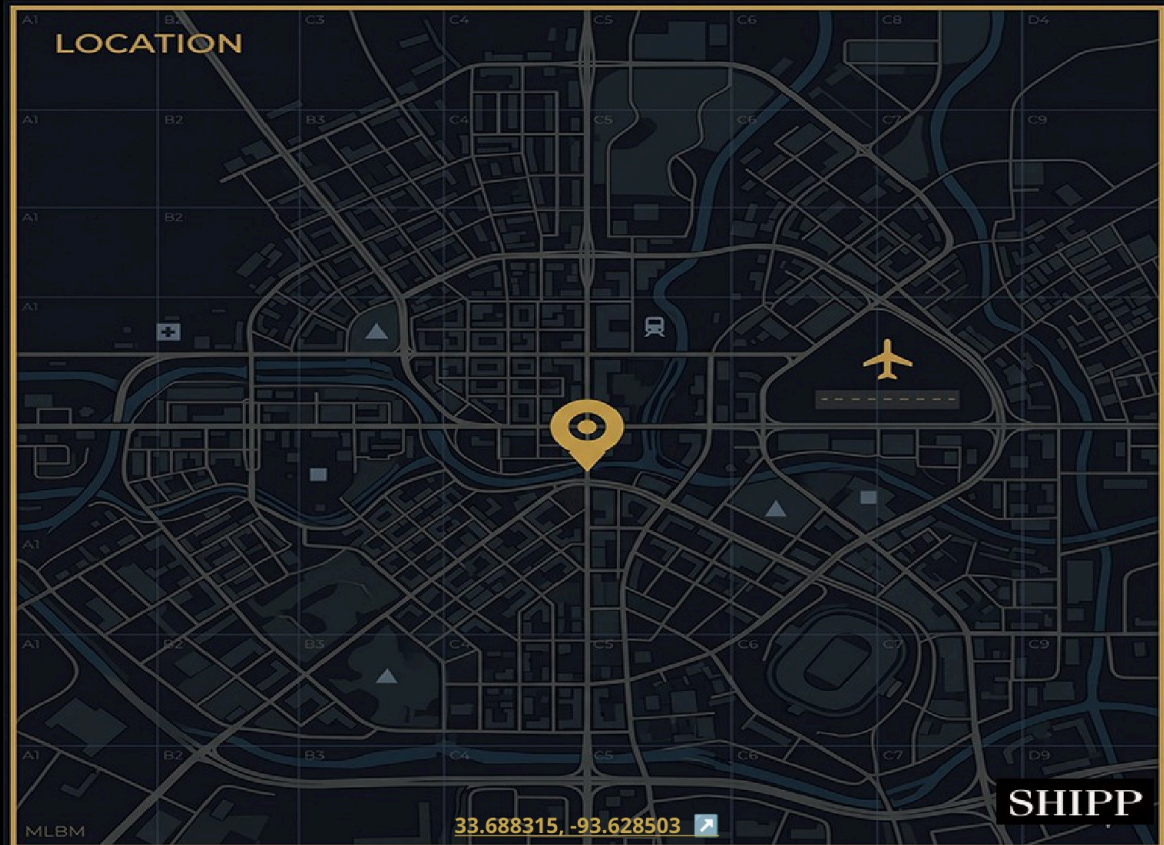 A1 B2 C3 C4 C5 C6 C8 D4
LOCATION
A1 B2 B3 C4 C5 C6 C7 C9
A1 B2
A1
A1
A1 B2 B3 C4 C5 C6 C7 C9
A1 B2 B3 C4 C5 C6 C7 D9
SHIPP
MLBM
33.688315, -93.628503